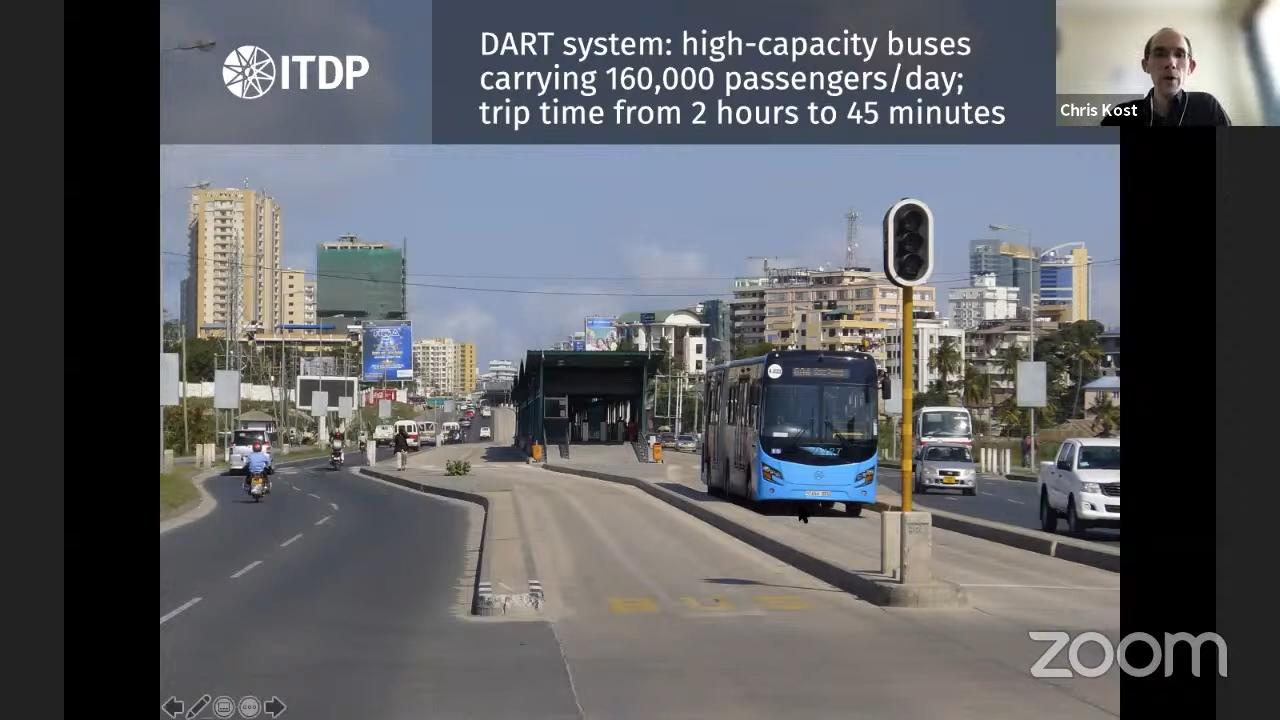 ITDP
DART system: high-capacity buses
carrying 160,000 passengers/day;
trip time from 2 hours to 45 minutes
Chris Kost
BUS
zoom